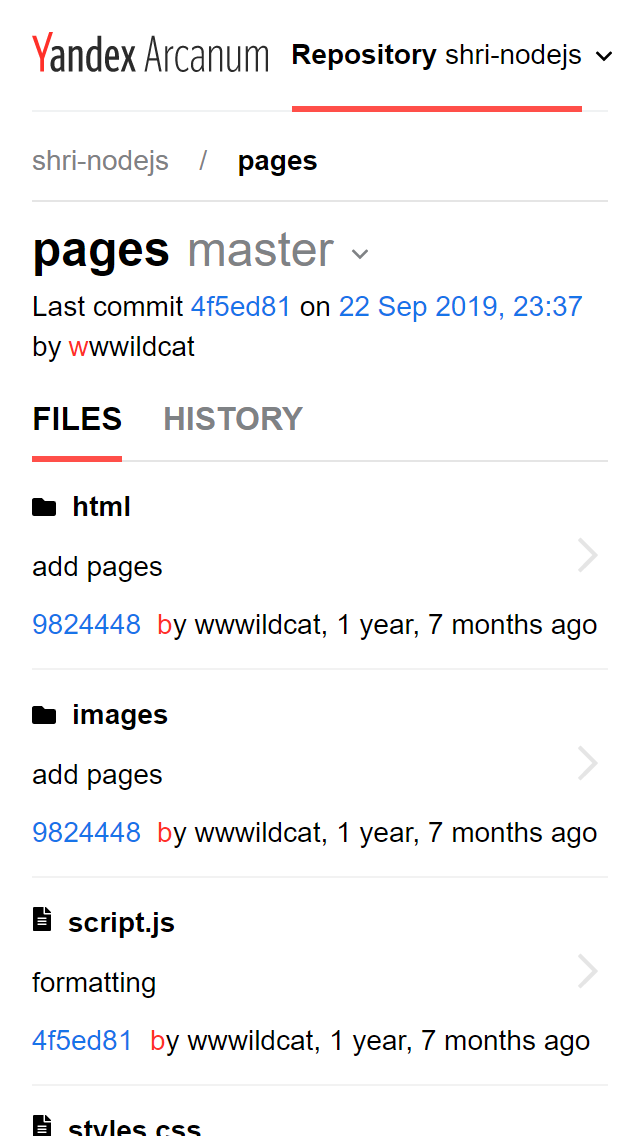 Yandex Arcanum Repository shri-nodejs
shri-nodejs / pages
pages master
Last commit 4f5ed81 on 22 Sep 2019, 23:37
by wwwildcat
FILES HISTORY
html
add pages
9824448 by wwwildcat, 1 year, 7 months ago
images
add pages
9824448 by wwwildcat, 1 year, 7 months ago
script.js
formatting
4f5ed81 by wwwildcat, 1 year, 7 months ago
styles.css